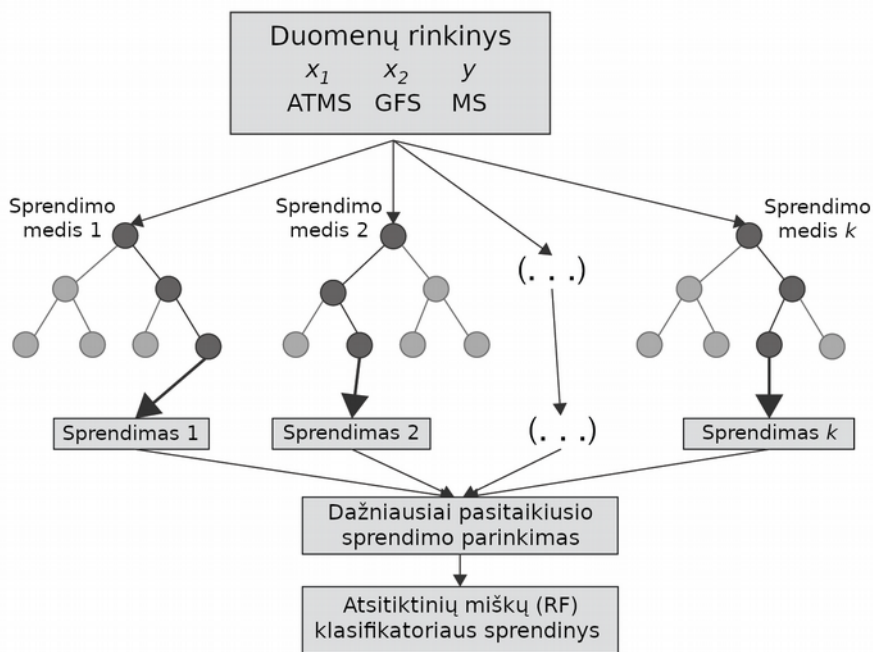 Duomenų rinkinys
x₁ x₂ y
ATMS GFS MS
Sprendimo
medis 1
Sprendimo
medis 2
(. . .)
Sprendimo
medis k
Sprendimas 1
Sprendimas 2
(. . .)
Sprendimas k
Dažniausiai pasitaikiusio
sprendimo parinkimas
Atsitiktinių miškų (RF)
klasifikatoriaus sprendinys